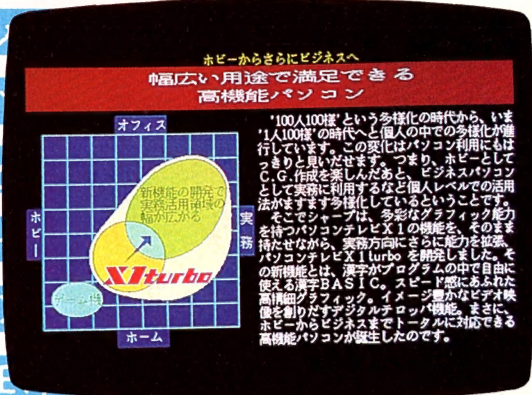 ホビーからさらにビジネスへ
幅広い用途で満足できる
高機能パソコン
オフィス
新機能の開発で
実務活用領域の
幅が広がる
ホビー
実務
X1turbo
ゲーム機
ホーム
'100人100様'という多様化の時代から、いま
'1人100様'の時代へと個人の中での多様化が進
行しています。この変化はパソコン利用にもは
っきりと見いだせます。つまり、ホビーとして
C.G.作成を楽しんだあと、ビジネスパソコン
として実務に利用するなど個人レベルでの活用
法がますます多様化しているということです。
そこでシャープは、多彩なグラフィック能力
を持つパソコンテレビX1の機能を、そのまま
持たせながら、実務方向にさらに能力を拡張、
パソコンテレビX1turboを開発しました。そ
の新機能とは、漢字がプログラムの中で自由に
使える漢字BASIC。スピード感にあふれた
高精細グラフィック。イメージ豊かなビデオ映
像を創りだすデジタルテロッパ機能。まさに、
ホビーからビジネスまでトータルに対応できる
高機能パソコンが誕生したのです。